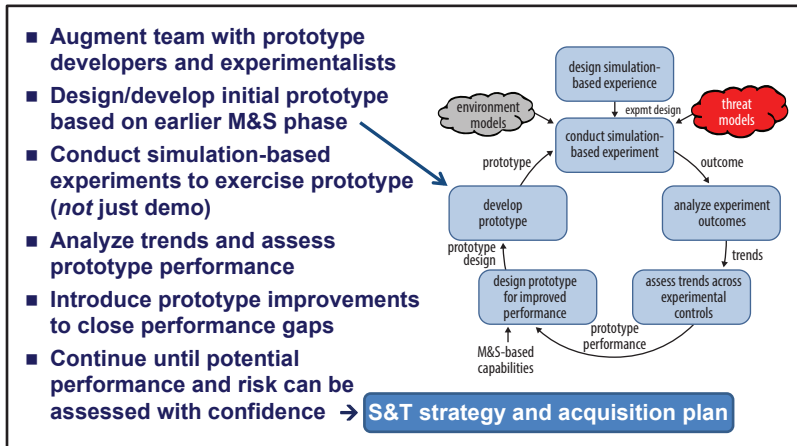 ■ Augment team with prototype
developers and experimentalists
■ Design/develop initial prototype
based on earlier M&S phase
■ Conduct simulation-based
experiments to exercise prototype
(not just demo)
■ Analyze trends and assess
prototype performance
■ Introduce prototype improvements
to close performance gaps
■ Continue until potential
performance and risk can be
assessed with confidence → S&T strategy and acquisition plan
design simulation-
based experience
environment
models
expmt design
threat
models
conduct simulation-
based experiment
prototype
outcome
develop
prototype
analyze experiment
outcomes
prototype
design
trends
design prototype
for improved
performance
assess trends across
experimental
controls
prototype
performance
M&S-based
capabilities